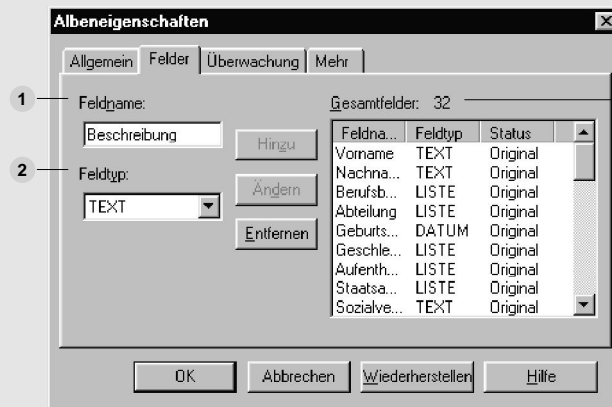 Albeneigenschaften
Allgemein Felder Überwachung Mehr
1 Feldname: Gesamtfelder: 32
Beschreibung
Hinzu
Ändern
Entfernen
2 Feldtyp:
TEXT
Feldna... Feldtyp Status
Vorname TEXT Original
Nachna... TEXT Original
Berufsb... LISTE Original
Abteilung LISTE Original
Geburts... DATUM Original
Geschle... LISTE Original
Aufenth... LISTE Original
Staatsa... LISTE Original
Sozialve... TEXT Original
OK Abbrechen Wiederherstellen Hilfe